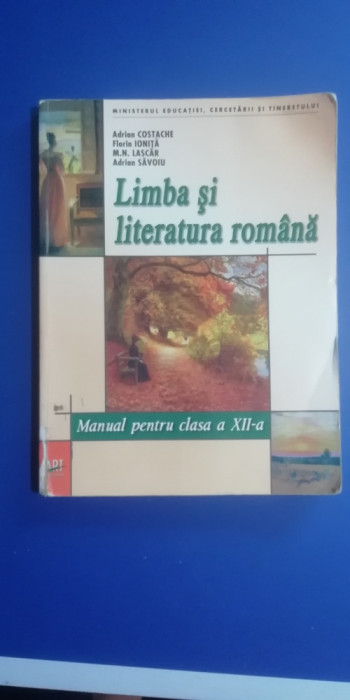 MINISTERUL EDUCAȚIEI, CERCETĂRII ȘI TINERETULUI
Adrian COSTACHE
Florin IONIȚĂ
M.N. LASCĂR
Adrian SĂVOIU
Limba și
literatura română
Manual pentru clasa a XII-a
ART